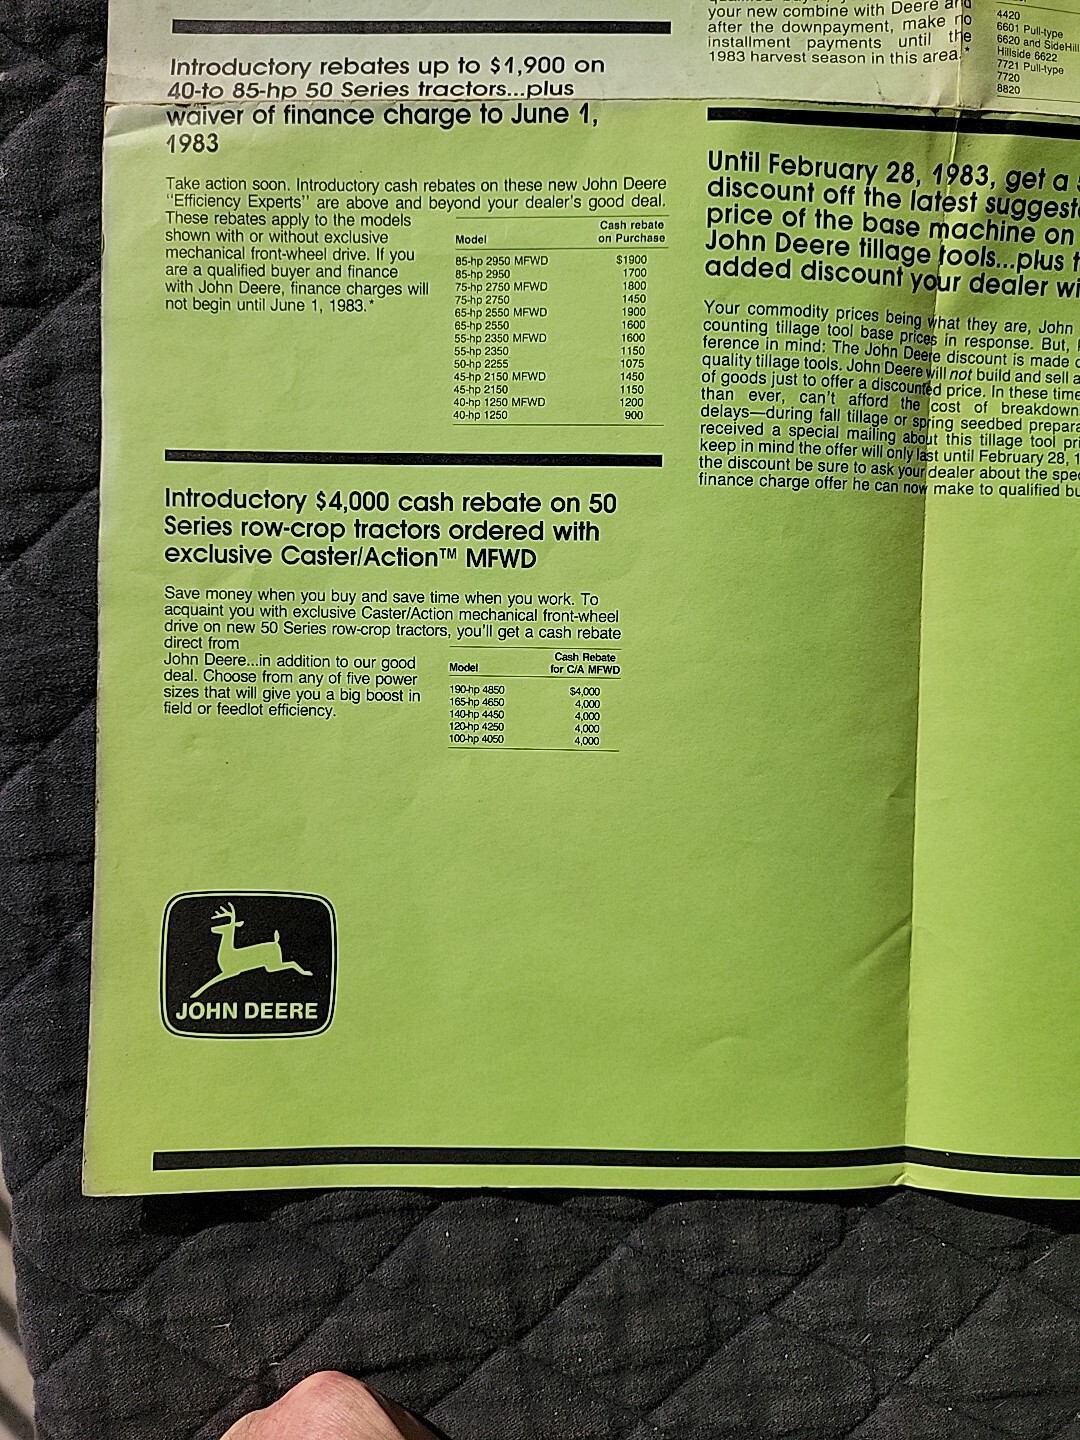 Introductory rebates up to $1,900 on
40-to 85-hp 50 Series tractors...plus
waiver of finance charge to June 1,
1983
Take action soon. Introductory cash rebates on these new John Deere
"Efficiency Experts" are above and beyond your dealer's good deal.
These rebates apply to the models
shown with or without exclusive
mechanical front-wheel drive. If you
are a qualified buyer and finance
with John Deere, finance charges will
not begin until June 1, 1983.*
Model Cash rebate on Purchase
85-hp 2950 MFWD $1900
85-hp 2950 1700
75-hp 2750 MFWD 1800
75-hp 2750 1450
65-hp 2550 MFWD 1900
65-hp 2550 1600
55-hp 2350 MFWD 1600
55-hp 2350 1150
50-hp 2255 1075
45-hp 2150 MFWD 1450
45-hp 2150 1150
40-hp 1250 MFWD 1200
40-hp 1250 900
Introductory $4,000 cash rebate on 50
Series row-crop tractors ordered with
exclusive Caster/Action™ MFWD
Save money when you buy and save time when you work. To
acquaint you with exclusive Caster/Action mechanical front-wheel
drive on new 50 Series row-crop tractors, you'll get a cash rebate
direct from
John Deere...in addition to our good
deal. Choose from any of five power
sizes that will give you a big boost in
field or feedlot efficiency.
Model Cash Rebate for C/A MFWD
190-hp 4850 $4,000
165-hp 4650 4,000
140-hp 4450 4,000
120-hp 4250 4,000
100-hp 4050 4,000
JOHN DEERE
your new combine with Deere and
after the downpayment, make no
installment payments until the
1983 harvest season in this area.*
4420
6601 Pull-type
6620 and SideHill
Hillside 6622
7721 Pull-type
7720
8820
Until February 28, 1983, get a
discount off the latest suggest
price of the base machine on
John Deere tillage tools...plus
added discount your dealer
Your commodity prices being what they are, John
counting tillage tool base prices in response. But,
ference in mind: The John Deere discount is made
quality tillage tools. John Deere will not build and sell a
of goods just to offer a discounted price. In these time
than ever, can't afford the cost of breakdown
delays—during fall tillage or spring seedbed prepara
received a special mailing about this tillage tool
keep in mind the offer will only last until February 28,
the discount be sure to ask your dealer about the spe
finance charge offer he can now make to qualified bu